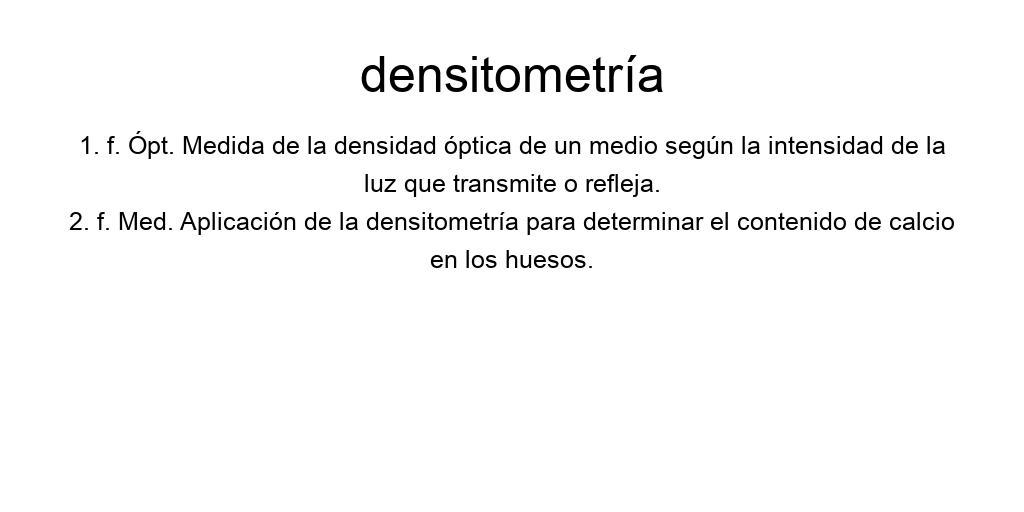 densitometría
1. f. Ópt. Medida de la densidad óptica de un medio según la intensidad de la
luz que transmite o refleja.
2. f. Med. Aplicación de la densitometría para determinar el contenido de calcio
en los huesos.